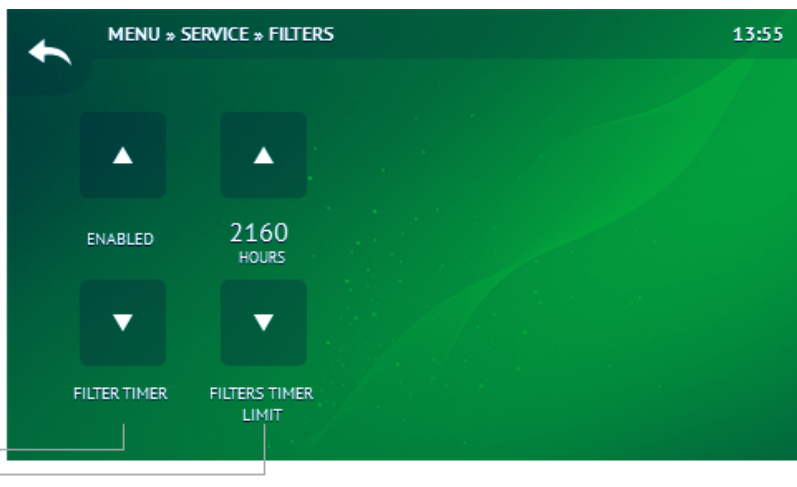 MENU » SERVICE » FILTERS
13:55
ENABLED
2160
HOURS
FILTER TIMER
FILTERS TIMER
LIMIT